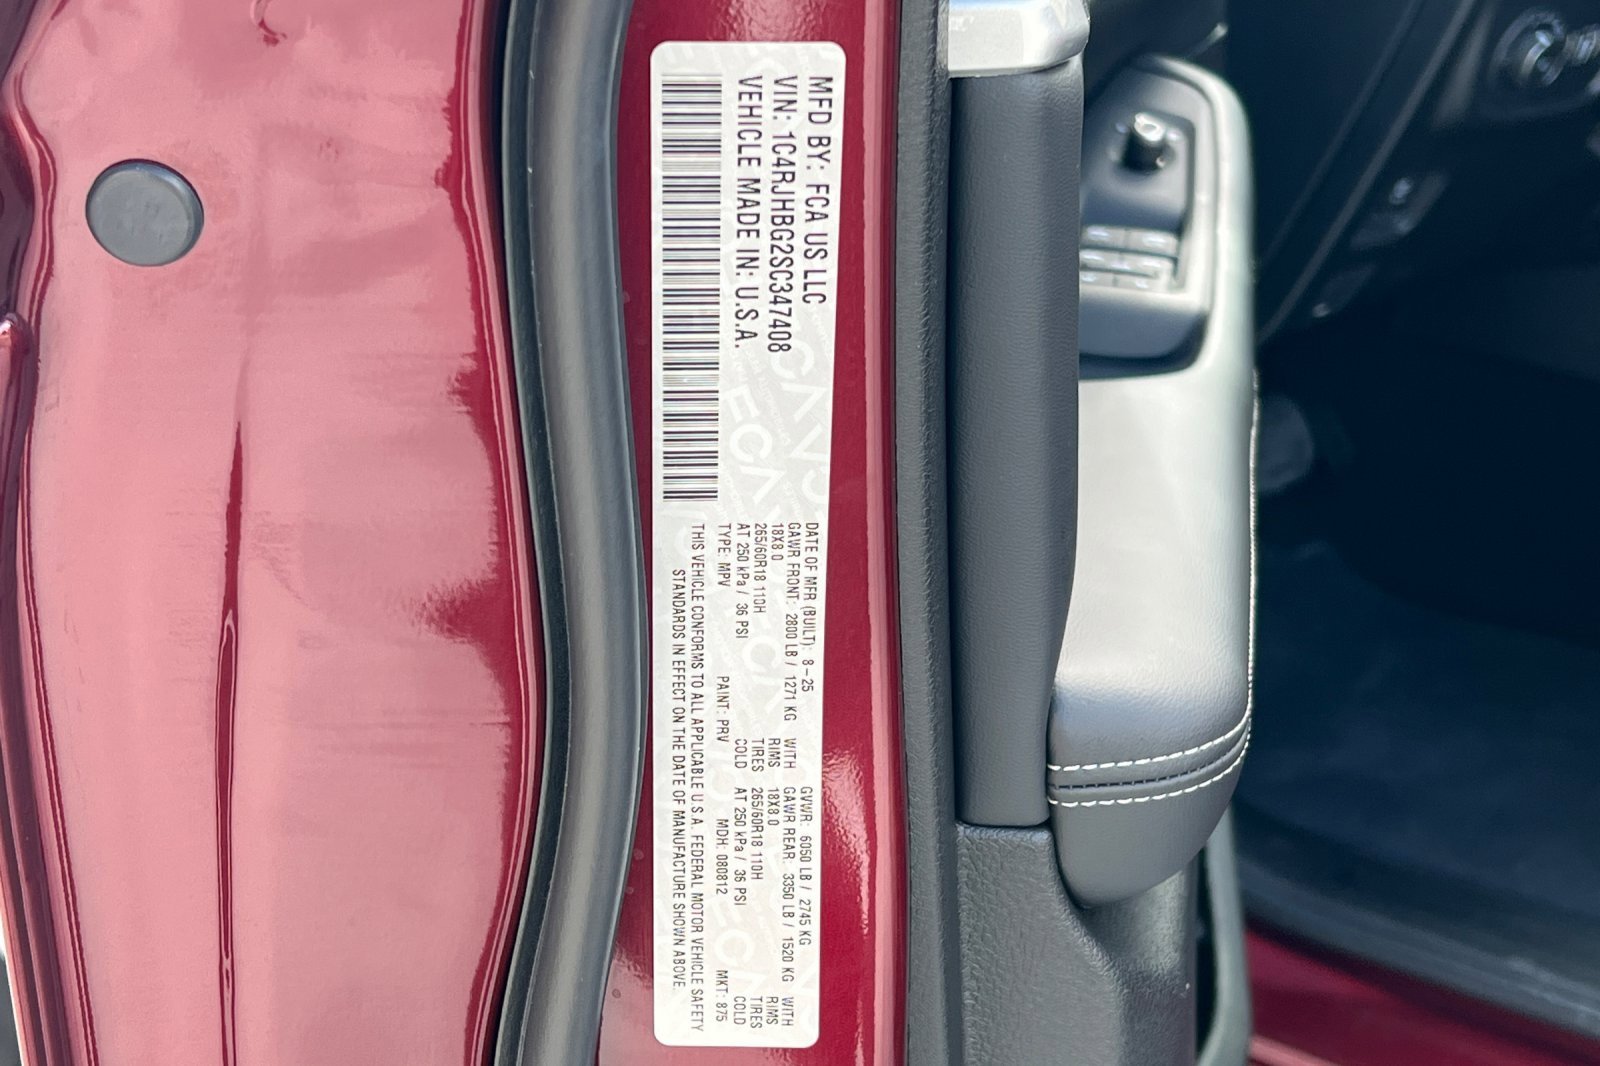 MFD BY: FCA US LLC
VIN: 1C4RJHBG2SC347408
VEHICLE MADE IN: U.S.A.
DATE OF MFR (BUILT): 8-25 GVWR: 6050 LB / 2745 KG
GAWR FRONT: 2800 LB / 1271 KG WITH GAWR REAR: 3350 LB / 1520 KG WITH
18X8.0 RIMS 18X8.0 RIMS
265/60R18 110H TIRES 265/60R18 110H TIRES
AT 250 kPa / 36 PSI COLD AT 250 kPa / 36 PSI COLD
TYPE: MPV PAINT: PRV MDH: 080812 MKT: 875
THIS VEHICLE CONFORMS TO ALL APPLICABLE U.S.A. FEDERAL MOTOR VEHICLE SAFETY
STANDARDS IN EFFECT ON THE DATE OF MANUFACTURE SHOWN ABOVE.